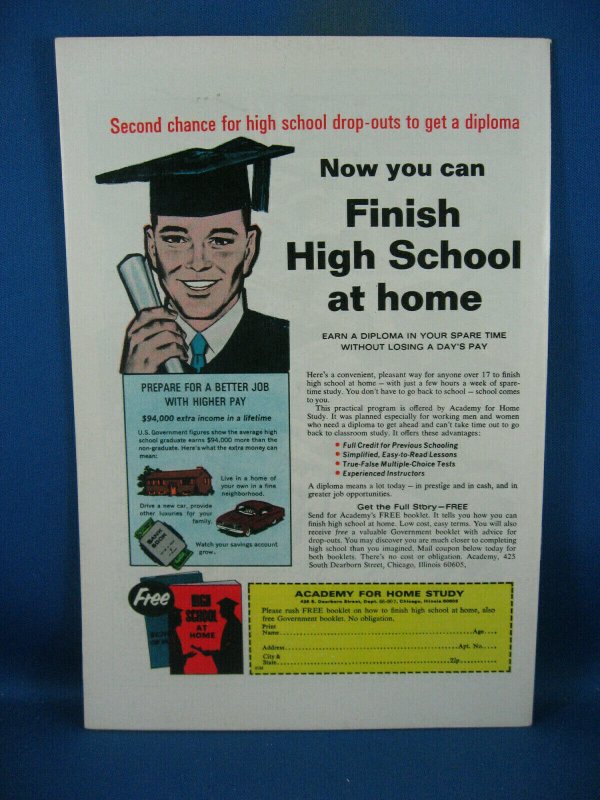 Second chance for high school drop-outs to get a diploma
Now you can
Finish
High School
at home
EARN A DIPLOMA IN YOUR SPARE TIME
WITHOUT LOSING A DAY'S PAY
PREPARE FOR A BETTER JOB
WITH HIGHER PAY
$94,000 extra income in a lifetime
U.S. Government figures show the average high
school graduate earns $94,000 more than the
non-graduate. Here's what the extra money can
mean:
Live in a home of
your own in a fine
neighborhood.
Drive a new car, provide
other luxuries for your
family.
BANK
BOOK
Watch your savings account
grow.
Here's a convenient, pleasant way for anyone over 17 to finish
high school at home — with just a few hours a week of spare-
time study. You don't have to go back to school — school comes
to you.
This practical program is offered by Academy for Home
Study. It was planned especially for working men and women
who need a diploma to get ahead and can't take time out to go
back to classroom study. It offers these advantages:
• Full Credit for Previous Schooling
• Simplified, Easy-to-Read Lessons
• True-False Multiple-Choice Tests
• Experienced Instructors
A diploma means a lot today — in prestige and in cash, and in
greater job opportunities.
Get the Full Story—FREE
Send for Academy's FREE booklet. It tells you how you can
finish high school at home. Low cost, easy terms. You will also
receive free a valuable Government booklet with advice for
drop-outs. You may discover you are much closer to completing
high school than you imagined. Mail coupon below today for
both booklets. There's no cost or obligation. Academy, 425
South Dearborn Street, Chicago, Illinois 60605.
Free
HIGH
SCHOOL
AT
HOME
ACADEMY FOR HOME STUDY
425 S. Dearborn Street, Dept. Chicago, Illinois 60605
Please rush FREE booklet on how to finish high school at home, also
free Government booklet. No obligation.
Print
Name Age
Address Apt. No.
City &
State Zip